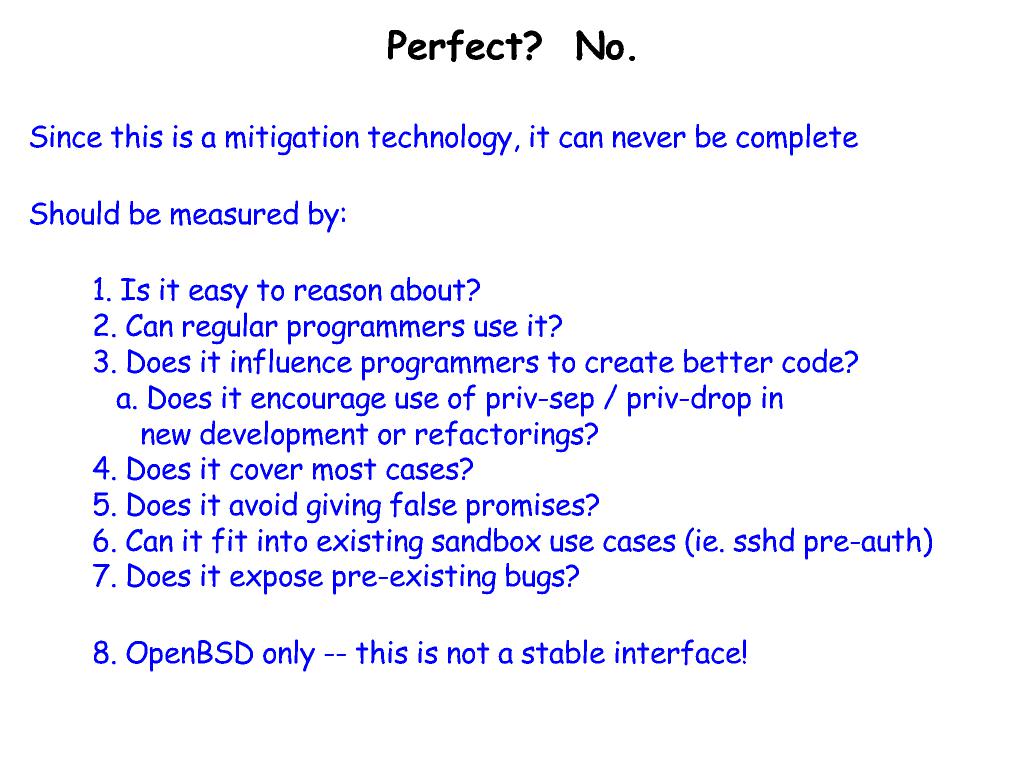 Perfect? No.
Since this is a mitigation technology, it can never be complete
Should be measured by:
1. Is it easy to reason about?
2. Can regular programmers use it?
3. Does it influence programmers to create better code?
a. Does it encourage use of priv-sep / priv-drop in
new development or refactorings?
4. Does it cover most cases?
5. Does it avoid giving false promises?
6. Can it fit into existing sandbox use cases (ie. sshd pre-auth)
7. Does it expose pre-existing bugs?
8. OpenBSD only -- this is not a stable interface!